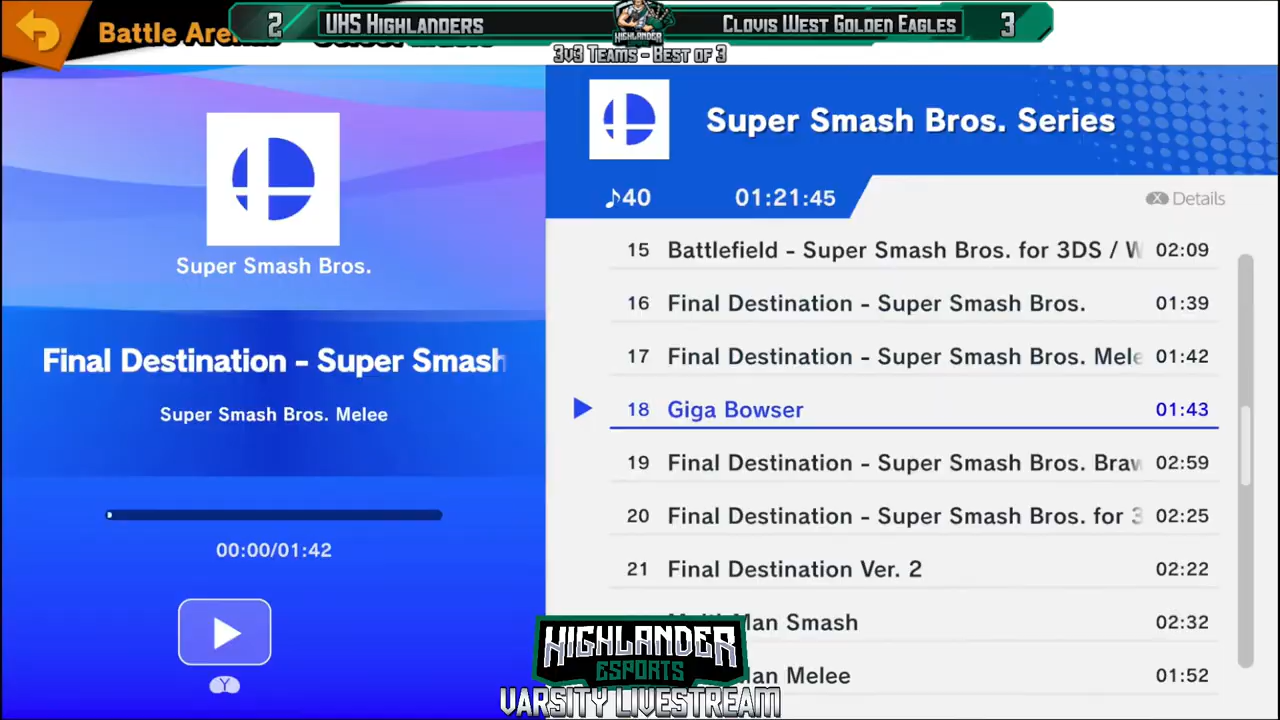 2 UHS Highlanders Clovis West Golden Eagles 3
HIGHLANDER
Battle
3v3 Teams - Best of 3
Super Smash Bros. Series
♪40 01:21:45
X Details
Super Smash Bros.
Final Destination - Super Smash
Super Smash Bros. Melee
00:00/01:42
Y
15 Battlefield - Super Smash Bros. for 3DS / W 02:09
16 Final Destination - Super Smash Bros. 01:39
17 Final Destination - Super Smash Bros. Mele 01:42
18 Giga Bowser 01:43
19 Final Destination - Super Smash Bros. Braw 02:59
20 Final Destination - Super Smash Bros. for 3 02:25
21 Final Destination Ver. 2 02:22
Man Smash 02:32
Man Melee 01:52
HIGHLANDER
ESPORTS
VARSITY LIVESTREAM